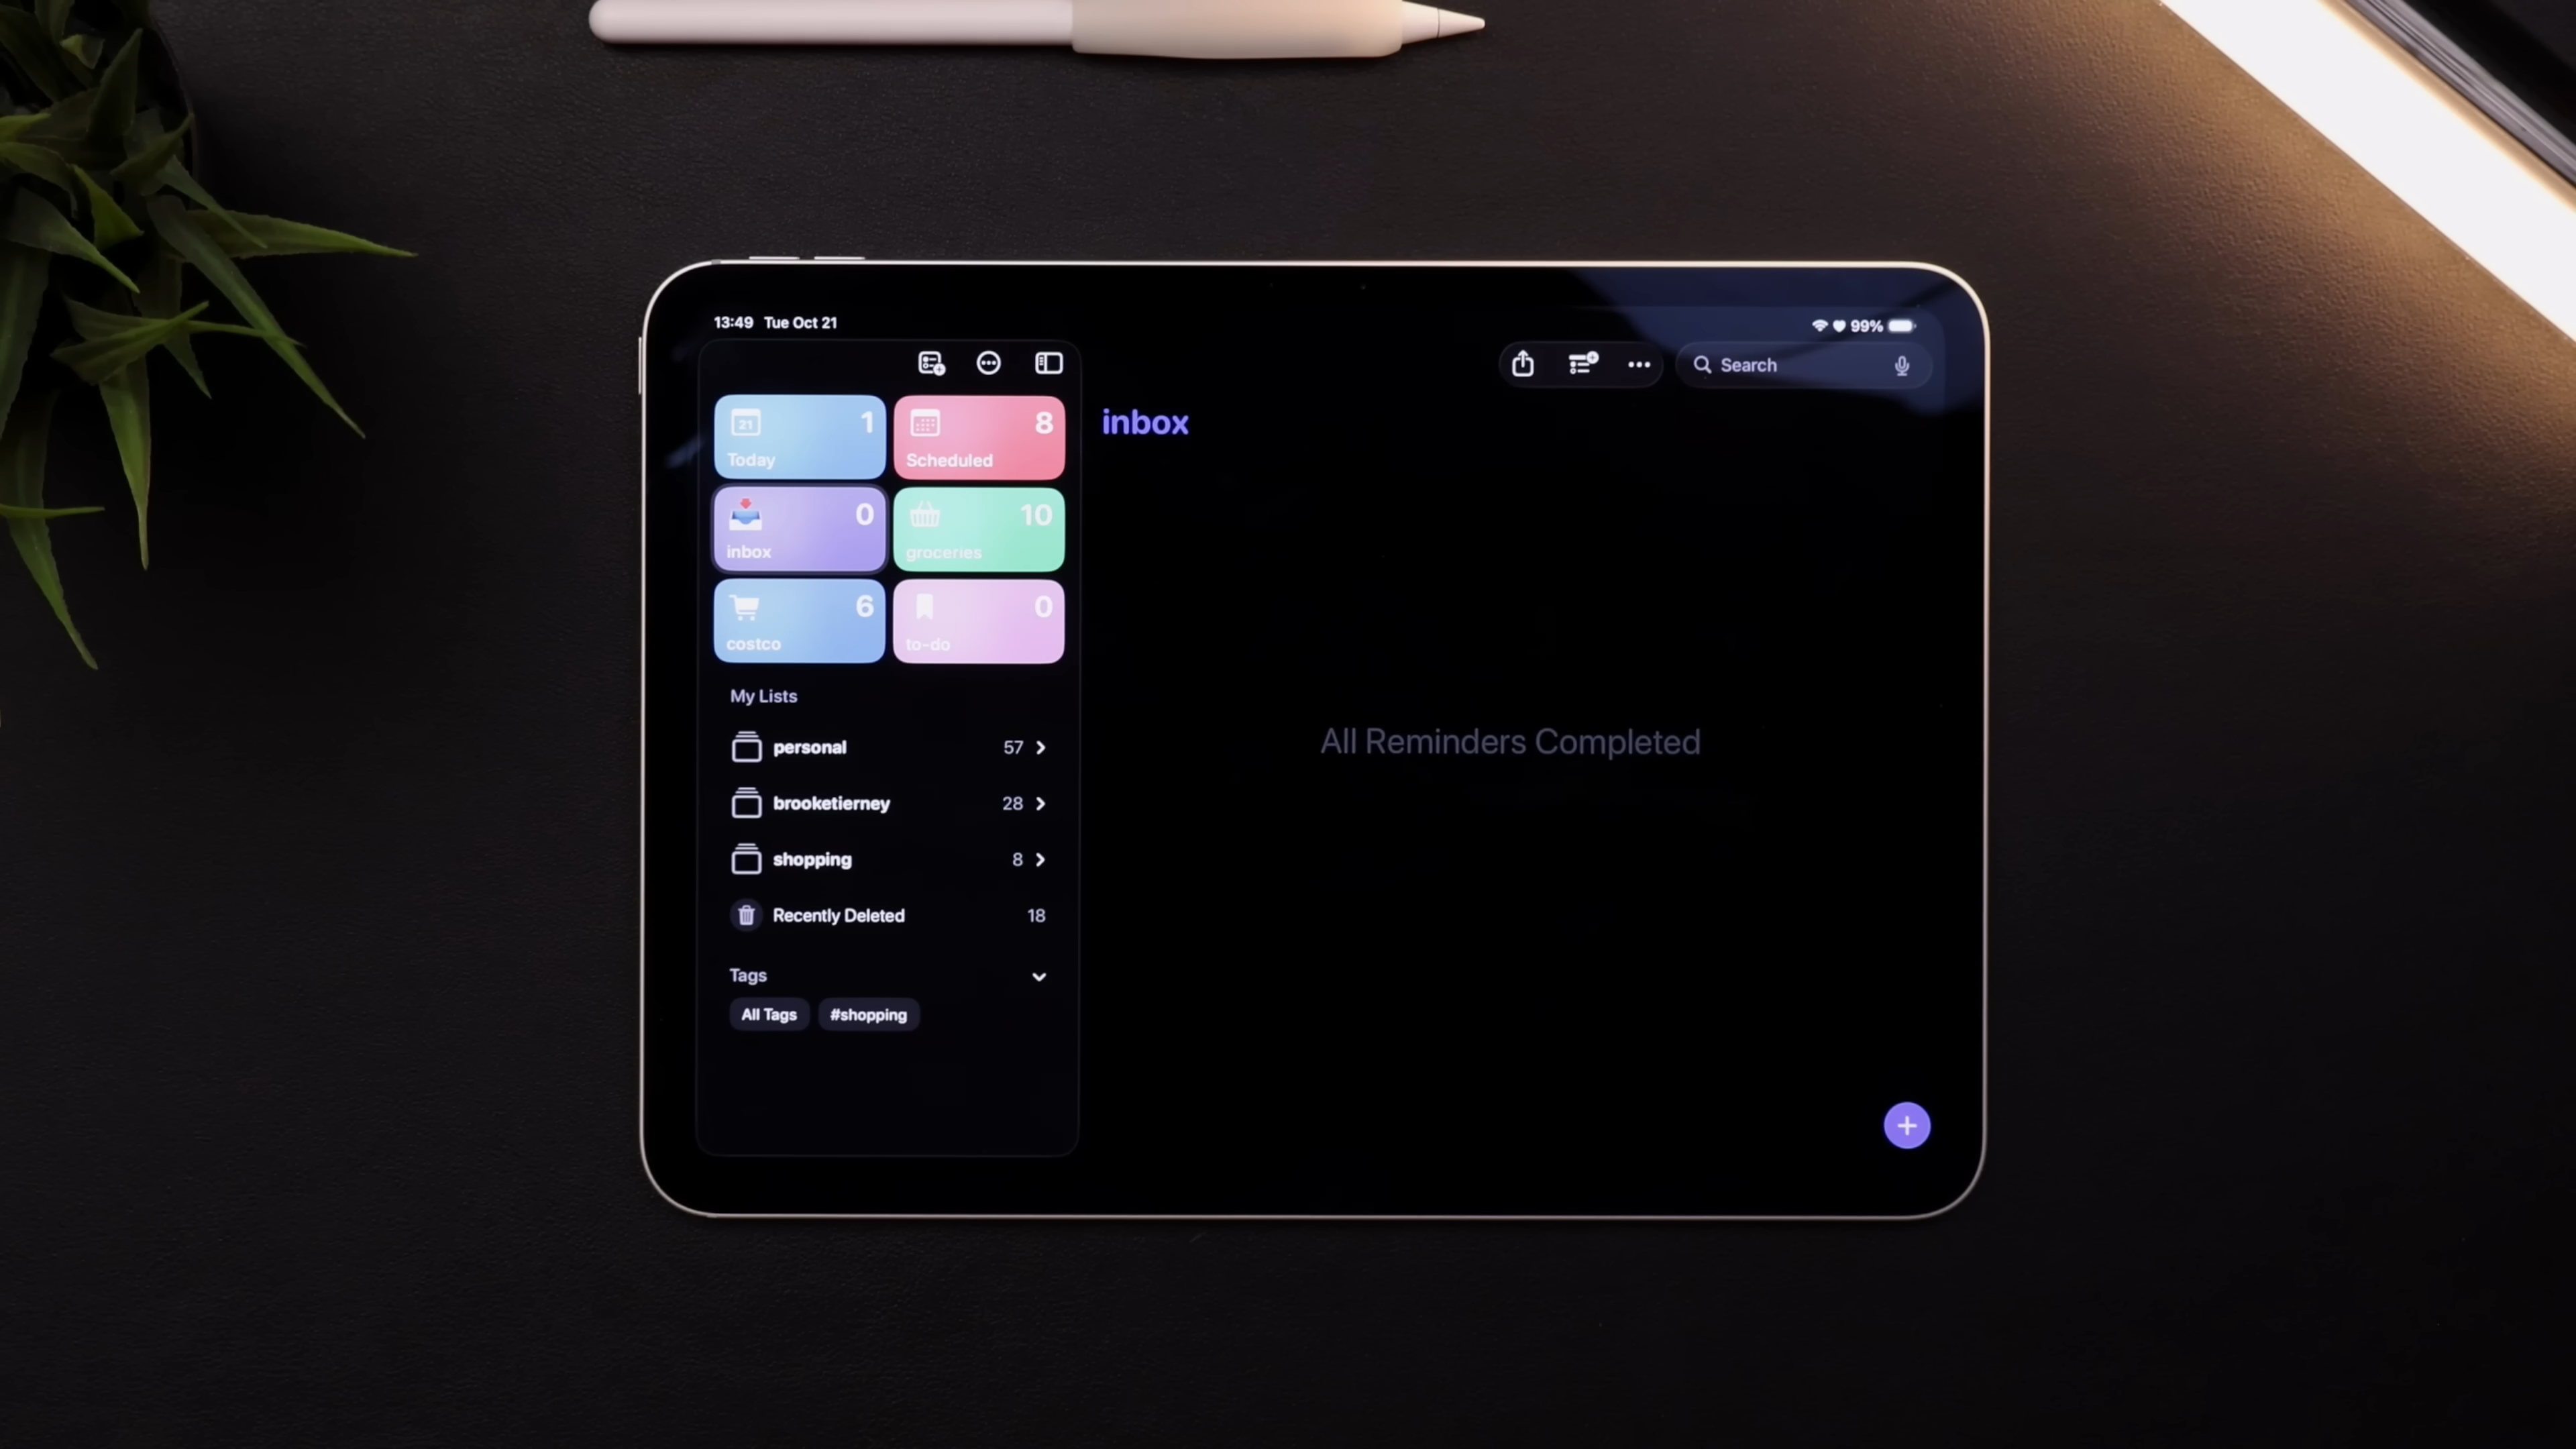 13:49 Tue Oct 21
99%
Search
21
1
Today
8
Scheduled
0
inbox
10
groceries
6
costco
0
to-do
My Lists
personal 57
brooketierney 28
shopping 8
Recently Deleted 18
Tags
All Tags #shopping
inbox
All Reminders Completed